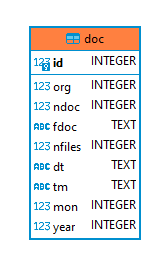 doc
123 id INTEGER
123 org INTEGER
123 ndoc INTEGER
ABC fdoc TEXT
123 nfiles INTEGER
ABC dt TEXT
ABC tm TEXT
123 mon INTEGER
123 year INTEGER